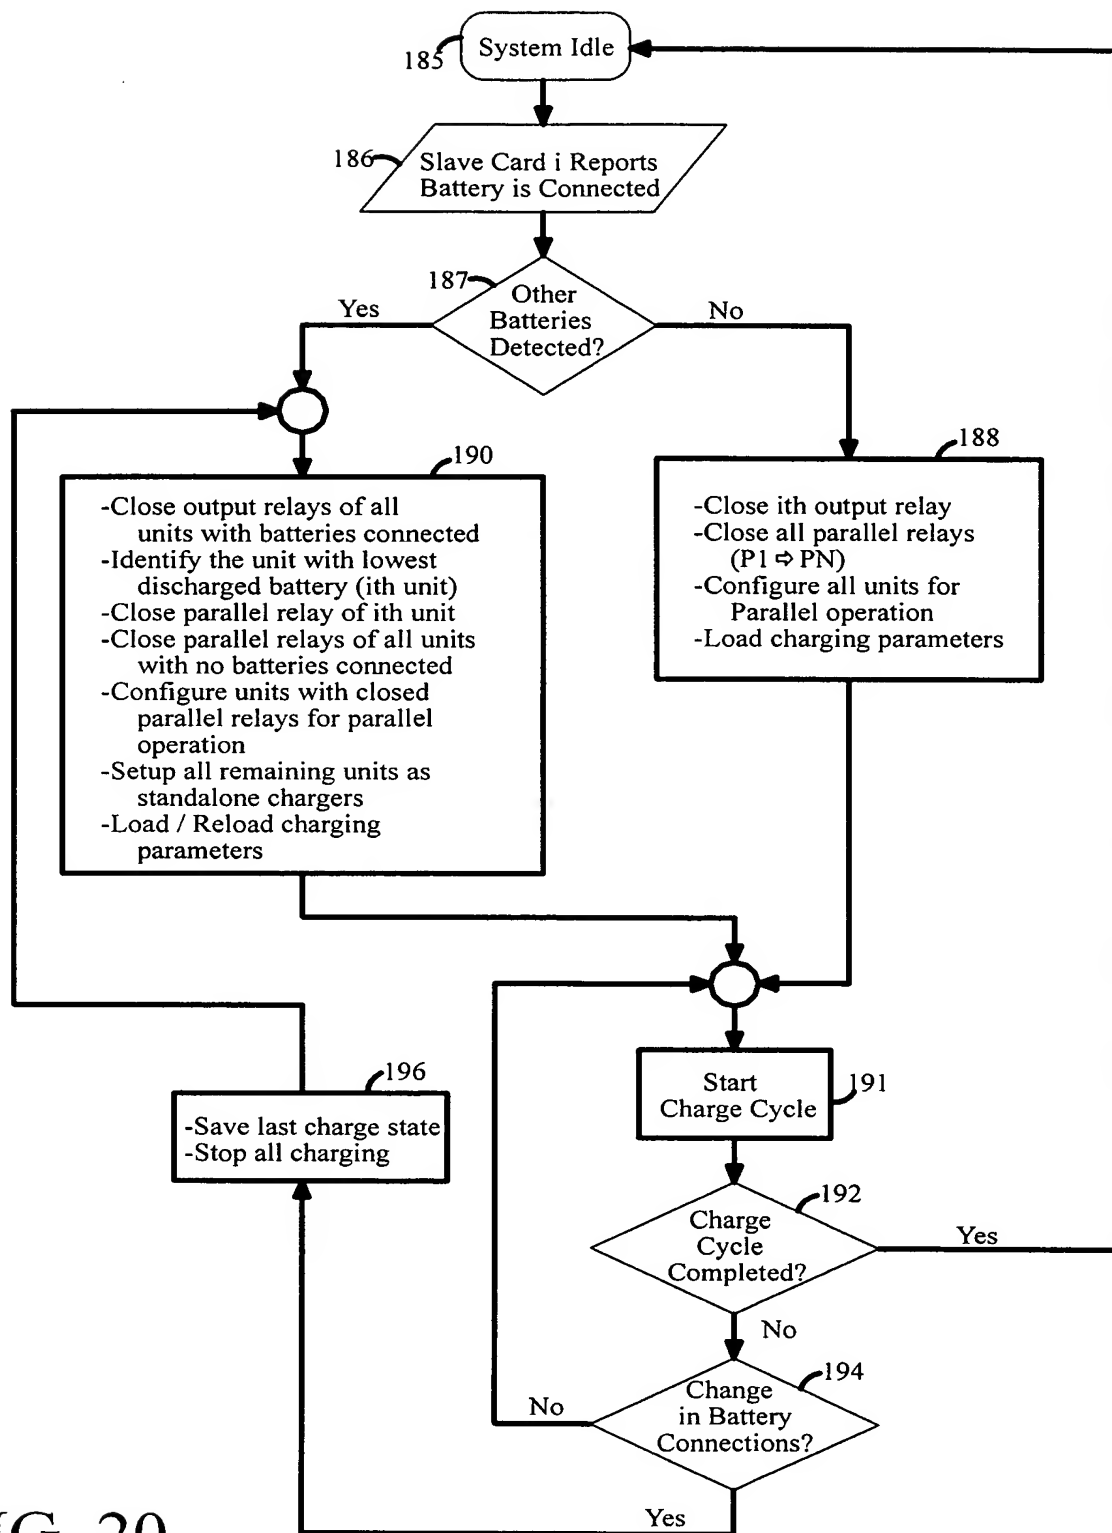 System Idle
185
186
Slave Card i Reports
Battery is Connected
187
Other
Batteries
Detected?
Yes
No
190
-Close output relays of all
units with batteries connected
-Identify the unit with lowest
discharged battery (ith unit)
-Close parallel relay of ith unit
-Close parallel relays of all units
with no batteries connected
-Configure units with closed
parallel relays for parallel
operation
-Setup all remaining units as
standalone chargers
-Load / Reload charging
parameters
188
-Close ith output relay
-Close all parallel relays
(P1 ⇨ PN)
-Configure all units for
Parallel operation
-Load charging parameters
Start
Charge Cycle
191
196
-Save last charge state
-Stop all charging
192
Charge
Cycle
Completed?
Yes
No
194
Change
in Battery
Connections?
No
Yes